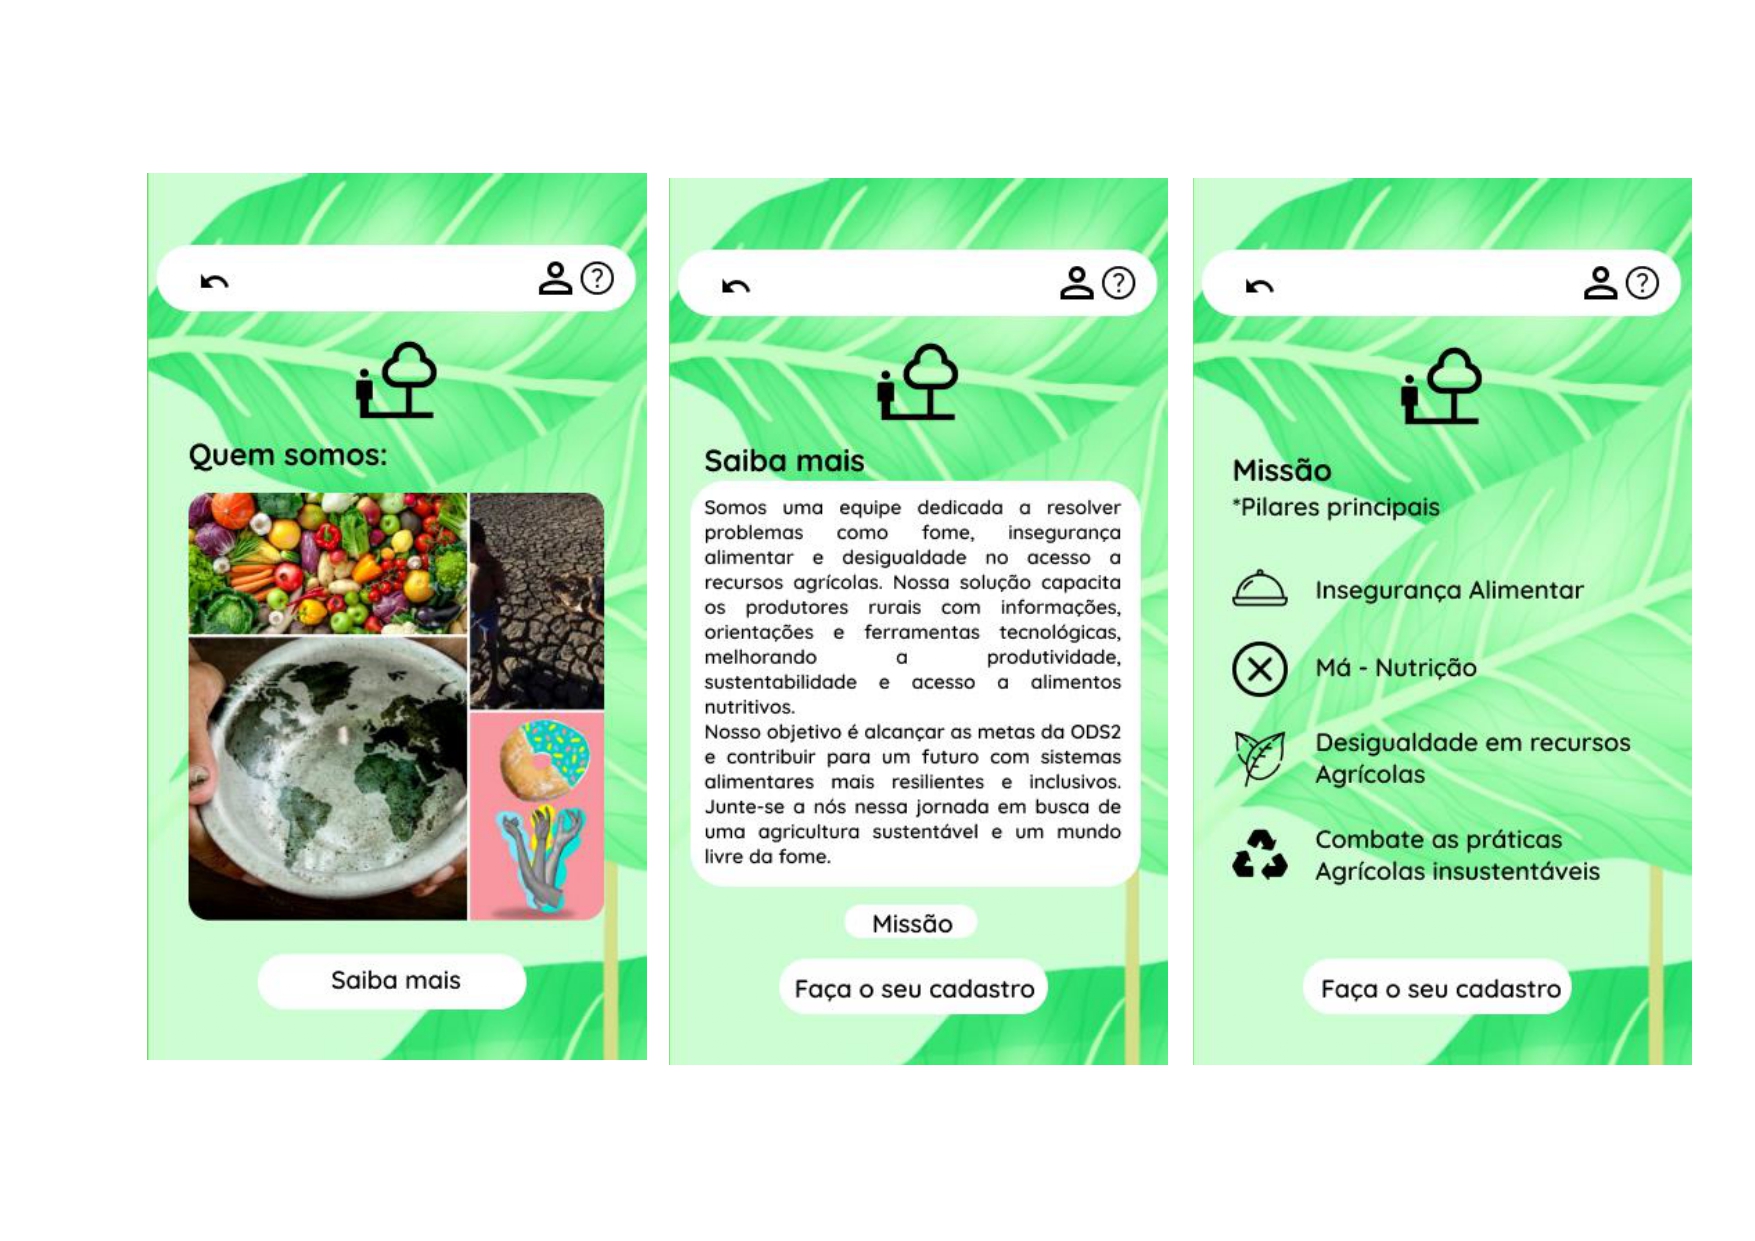 Quem somos:
Saiba mais
Saiba mais
Somos uma equipe dedicada a resolver
problemas como fome, insegurança
alimentar e desigualdade no acesso a
recursos agrícolas. Nossa solução capacita
os produtores rurais com informações,
orientações e ferramentas tecnológicas,
melhorando a produtividade,
sustentabilidade e acesso a alimentos
nutritivos.
Nosso objetivo é alcançar as metas da ODS2
e contribuir para um futuro com sistemas
alimentares mais resilientes e inclusivos.
Junte-se a nós nessa jornada em busca de
uma agricultura sustentável e um mundo
livre da fome.
Missão
Faça o seu cadastro
Missão
*Pilares principais
Insegurança Alimentar
Má - Nutrição
Desigualdade em recursos
Agrícolas
Combate as práticas
Agrícolas insustentáveis
Faça o seu cadastro